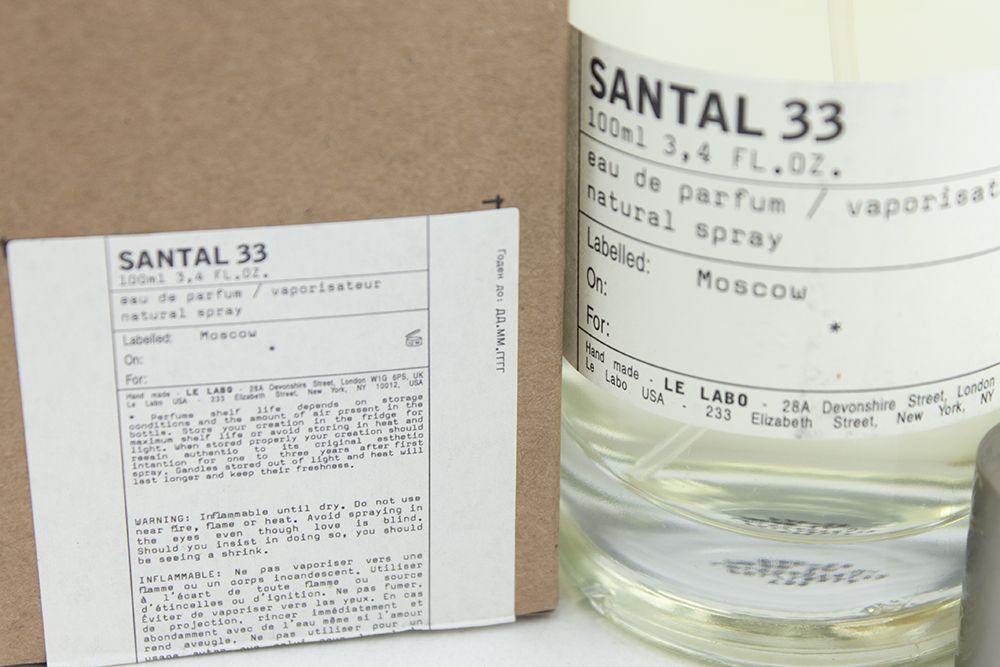 SANTAL 33
100ml 3,4 FL.OZ.
eau de parfum / vaporisateur
natural spray
Labelled: Moscow
On: *
For:
Hand made - LE LABO - 28A Devonshire Street, London W1G 6PS, UK
Le Labo USA - 233 Elizabeth Street, New York, NY 10012, USA
* Perfume shelf life depends on storage
conditions and the amount of air present in the
bottle. Store your creation in the fridge for
maximum shelf life or avoid storing in heat and
light. When stored properly your creation should
remain authentio to its original esthetio
intantion for one to three years after first
spray. Candles stored out of light and heat will
last longer and keep their freshness.
WARNING: Inflammable until dry. Do not use
near fire, flame or heat. Avoid spraying in
the eyes even though love is blind.
Should you insist in doing so, you should
be seeing a shrink.
INFLAMMABLE: Ne pas vaporiser vers une
flamme ou un corps incandescent. Utiliser
à l'écart de toute flamme ou source
d'étincelles ou d'ignition. Ne pas fumer.
Éviter de vaporiser vers las yeux. En cas
de projection, rincer immédiatement et
abondamment avec de l'eau même si l'amour
rend aveugle. Ne pas utiliser pour un
usage autre que celui pour
Годен до: ДД.ММ.ГГГГ
SANTAL 33
100ml 3,4 FL.OZ.
eau de parfum / vaporisat
natural spray
Labelled: Moscow
On:
For: *
Hand made - LE LABO - 28A Devonshire Street, London
Le Labo USA - 233 Elizabeth Street, New York, NY